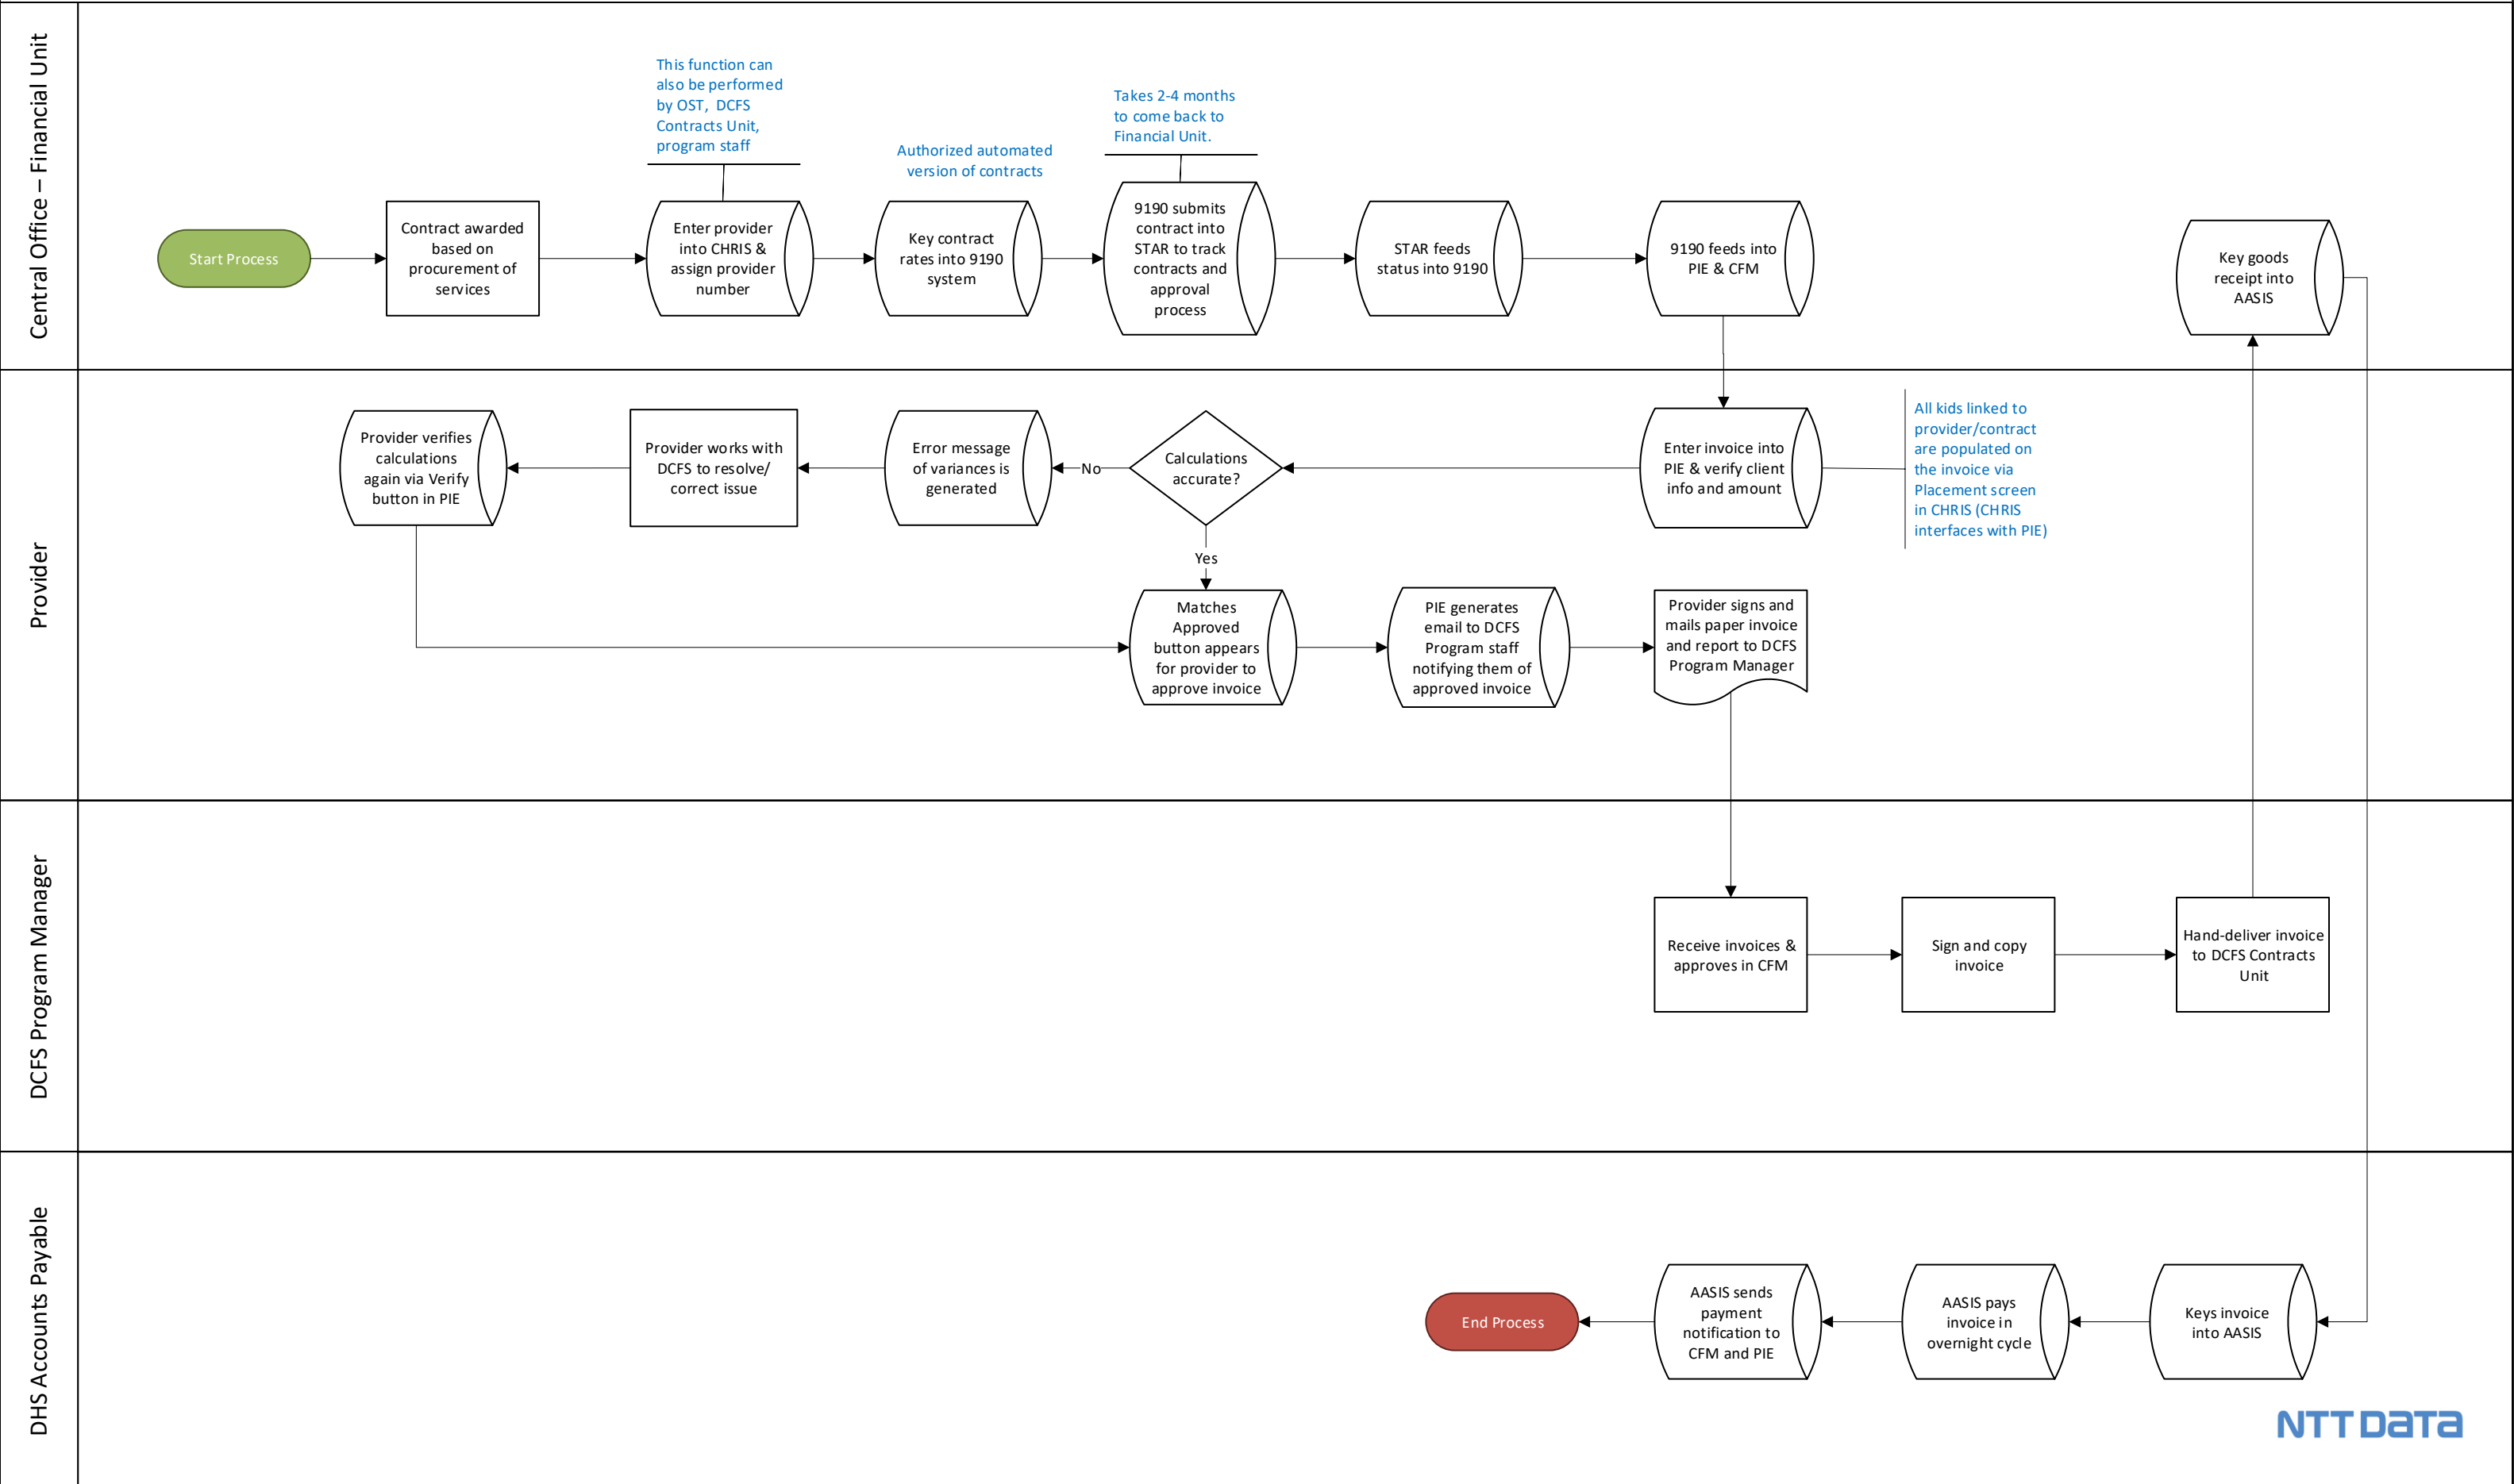 Central Office – Financial Unit
This function can
also be performed
by OST, DCFS
Contracts Unit,
program staff
Authorized automated
version of contracts
Takes 2-4 months
to come back to
Financial Unit.
Start Process
Contract awarded
based on
procurement of
services
Enter provider
into CHRIS &
assign provider
number
Key contract
rates into 9190
system
9190 submits
contract into
STAR to track
contracts and
approval
process
STAR feeds
status into 9190
9190 feeds into
PIE & CFM
Key goods
receipt into
AASIS
Provider
Provider verifies
calculations
again via Verify
button in PIE
Provider works with
DCFS to resolve/
correct issue
Error message
of variances is
generated
No
Calculations
accurate?
Yes
Enter invoice into
PIE & verify client
info and amount
All kids linked to
provider/contract
are populated on
the invoice via
Placement screen
in CHRIS (CHRIS
interfaces with PIE)
Matches
Approved
button appears
for provider to
approve invoice
PIE generates
email to DCFS
Program staff
notifying them of
approved invoice
Provider signs and
mails paper invoice
and report to DCFS
Program Manager
DCFS Program Manager
Receive invoices &
approves in CFM
Sign and copy
invoice
Hand-deliver invoice
to DCFS Contracts
Unit
DHS Accounts Payable
End Process
AASIS sends
payment
notification to
CFM and PIE
AASIS pays
invoice in
overnight cycle
Keys invoice
into AASIS
NTT DATA